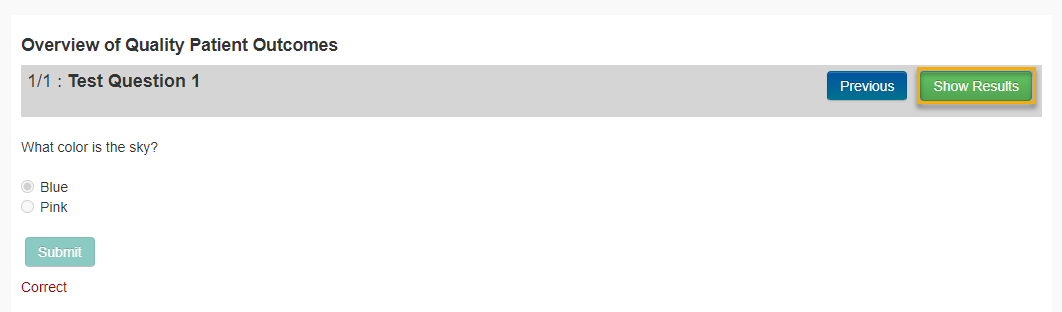 Overview of Quality Patient Outcomes
1/1 : Test Question 1
Previous
Show Results
What color is the sky?
Blue
Pink
Submit
Correct